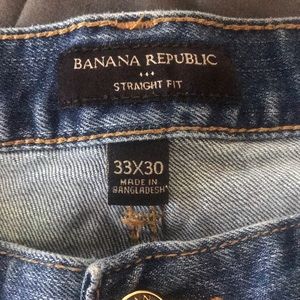 BANANA REPUBLIC
STRAIGHT FIT
33X30
MADE IN
BANGLADESH